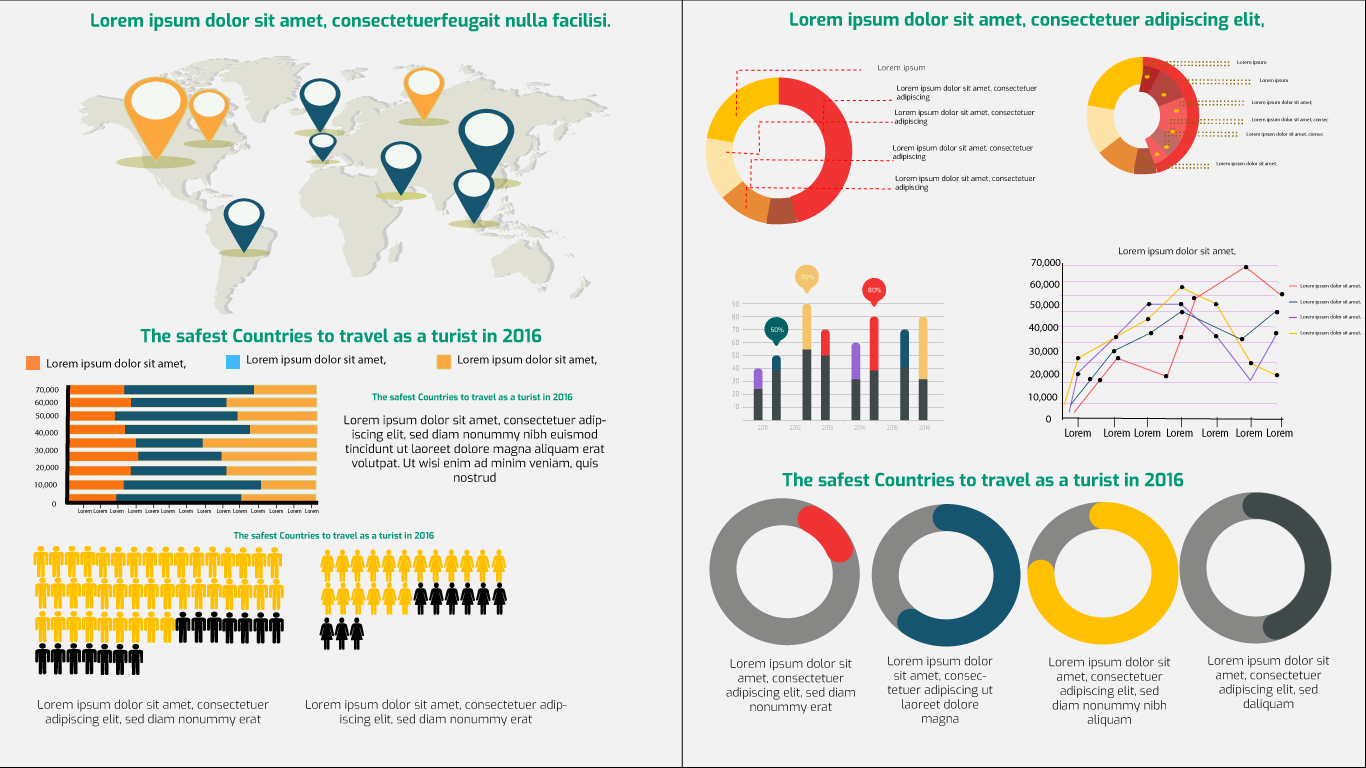 Lorem ipsum dolor sit amet, consectetuerfeugait nulla facilisi.
The safest Countries to travel as a turist in 2016
Lorem ipsum dolor sit amet,
Lorem ipsum dolor sit amet,
Lorem ipsum dolor sit amet,
70,000
60,000
50,000
40,000
30,000
20,000
10,000
0
Lorem Lorem Lorem Lorem Lorem Lorem Lorem Lorem Lorem Lorem Lorem Lorem
The safest Countries to travel as a turist in 2016
Lorem ipsum dolor sit amet, consectetuer adip-
iscing elit, sed diam nonummy nibh euismod
tincidunt ut laoreet dolore magna aliquam erat
volutpat. Ut wisi enim ad minim veniam, quis
nostrud
The safest Countries to travel as a turist in 2016
Lorem ipsum dolor sit amet, consectetuer
adipiscing elit, sed diam nonummy erat
Lorem ipsum dolor sit amet, consectetuer adip-
iscing elit, sed diam nonummy erat
Lorem ipsum dolor sit amet, consectetuer adipiscing elit,
Lorem ipsum
Lorem ipsum dolor sit amet, consectetuer
adipiscing
Lorem ipsum dolor sit amet, consectetuer
adipiscing
Lorem ipsum dolor sit amet, consectetuer
adipiscing
Lorem ipsum dolor sit amet, consectetuer
adipiscing
Lorem ipsum
Lorem ipsum
Lorem ipsum dolor sit amet,
Lorem ipsum dolor sit amet, consec
Lorem ipsum dolor sit amet, consec
Lorem ipsum dolor sit amet,
90%
80%
50%
90
80
70
60
50
40
30
20
10
2011
2012
2013
2014
2015
2016
Lorem ipsum dolor sit amet,
70,000
60,000
50,000
40,000
30,000
20,000
10,000
0
Lorem Lorem Lorem Lorem Lorem Lorem Lorem
Lorem ipsum dolor sit amet,
Lorem ipsum dolor sit amet,
Lorem ipsum dolor sit amet,
Lorem ipsum dolor sit amet,
The safest Countries to travel as a turist in 2016
Lorem ipsum dolor sit
amet, consectetuer
adipiscing elit, sed diam
nonummy erat
Lorem ipsum dolor
sit amet, consec-
tetuer adipiscing ut
laoreet dolore
magna
Lorem ipsum dolor sit
amet, consectetuer
adipiscing elit, sed
diam nonummy nibh
aliquam
Lorem ipsum dolor sit
amet, consectetuer
adipiscing elit, sed
daliquam